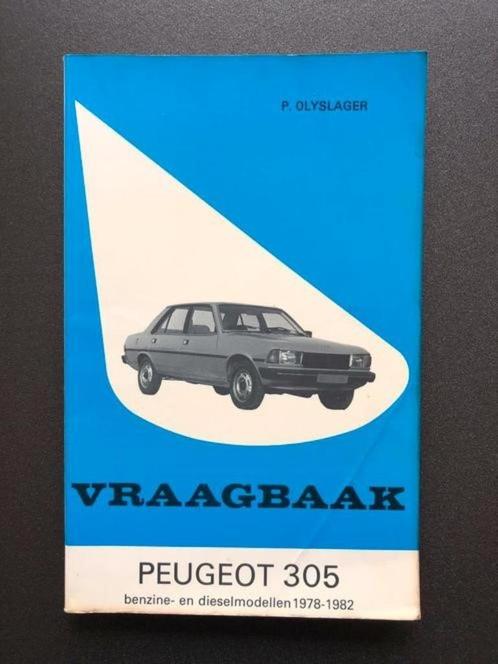 P. OLYSLAGER
VRAAGBAAK
PEUGEOT 305
benzine- en dieselmodellen 1978-1982